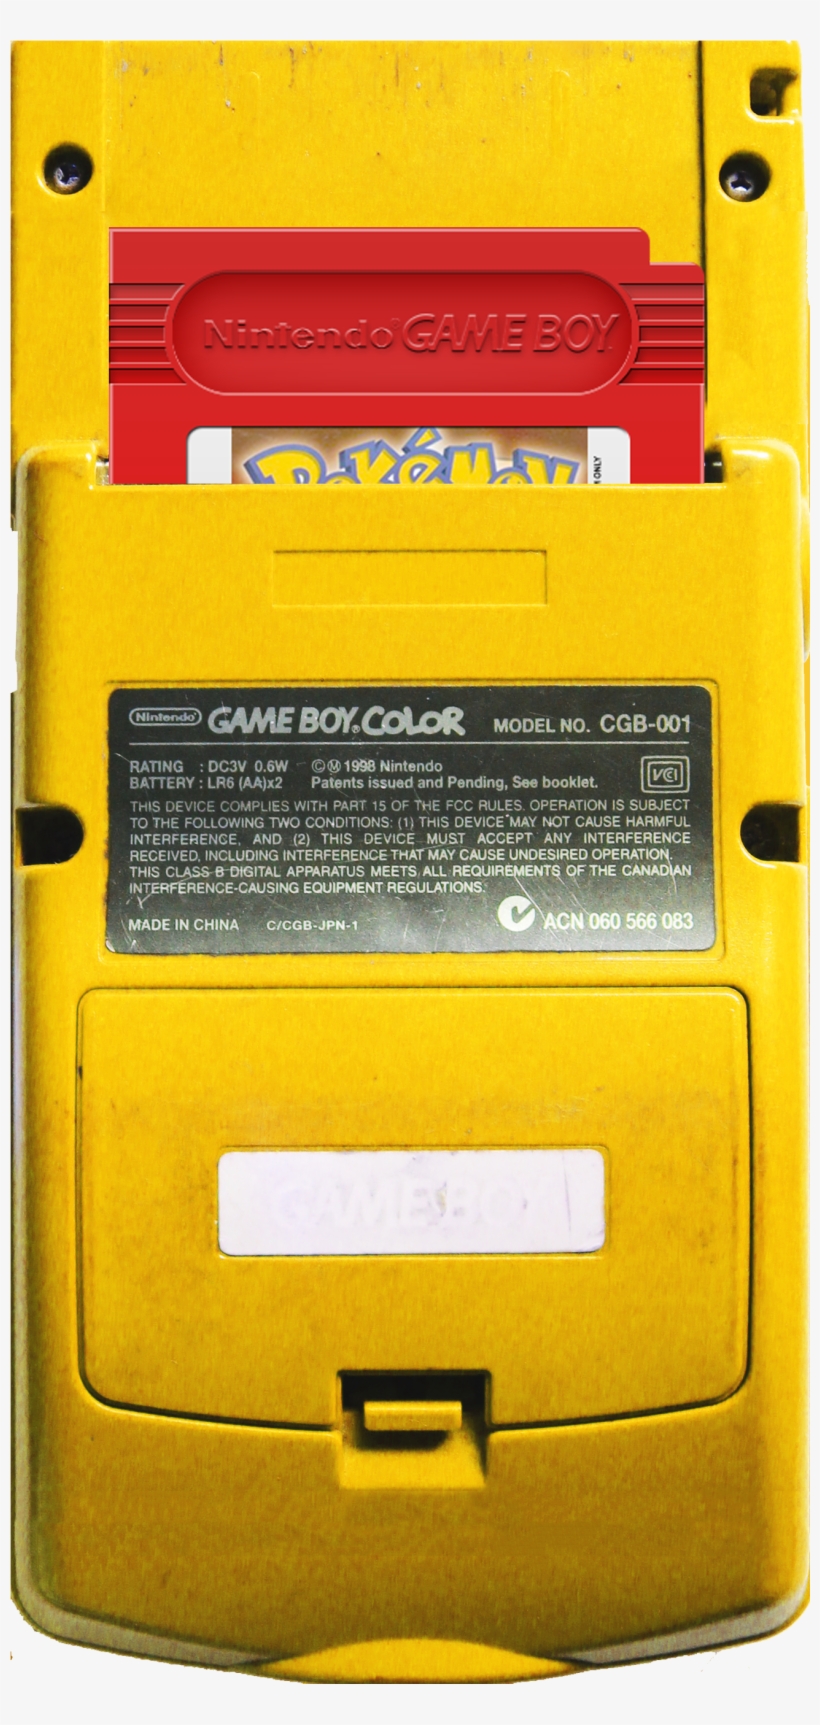 Nintendo® GAME BOY
POKéMON
Nintendo® GAME BOY® COLOR MODEL NO. CGB-001
RATING : DC3V 0.6W ©Ⓜ1998 Nintendo
BATTERY : LR6 (AA)x2 Patents issued and Pending, See booklet.
VCI
THIS DEVICE COMPLIES WITH PART 15 OF THE FCC RULES. OPERATION IS SUBJECT
TO THE FOLLOWING TWO CONDITIONS: (1) THIS DEVICE MAY NOT CAUSE HARMFUL
INTERFERENCE, AND (2) THIS DEVICE MUST ACCEPT ANY INTERFERENCE
RECEIVED, INCLUDING INTERFERENCE THAT MAY CAUSE UNDESIRED OPERATION.
THIS CLASS B DIGITAL APPARATUS MEETS ALL REQUIREMENTS OF THE CANADIAN
INTERFERENCE-CAUSING EQUIPMENT REGULATIONS.
MADE IN CHINA C/CGB-JPN-1 ACN 060 566 083
GAME BOY